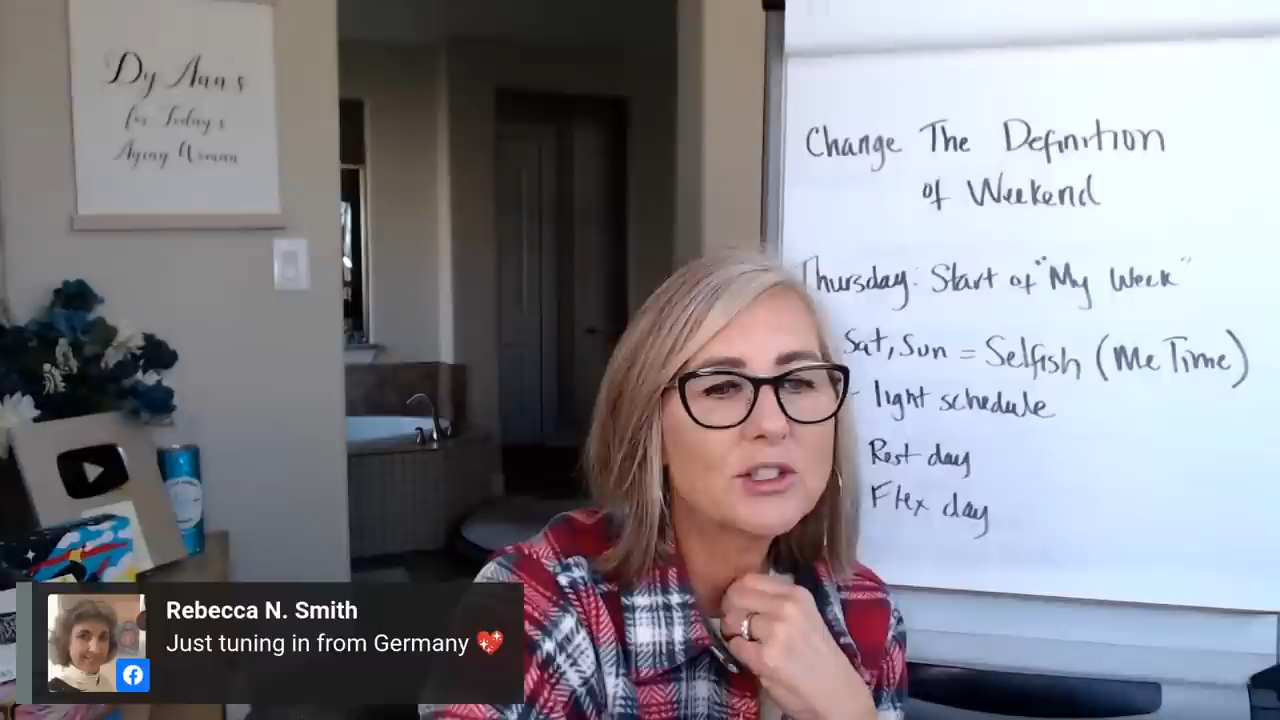 Dy Ann's
for Today's
Aging Woman
Change The Definition
of Weekend
Thursday: Start of "My Week"
Sat, Sun = Selfish (Me Time)
- light schedule
Rest day
Flex day
Rebecca N. Smith
Just tuning in from Germany 💖